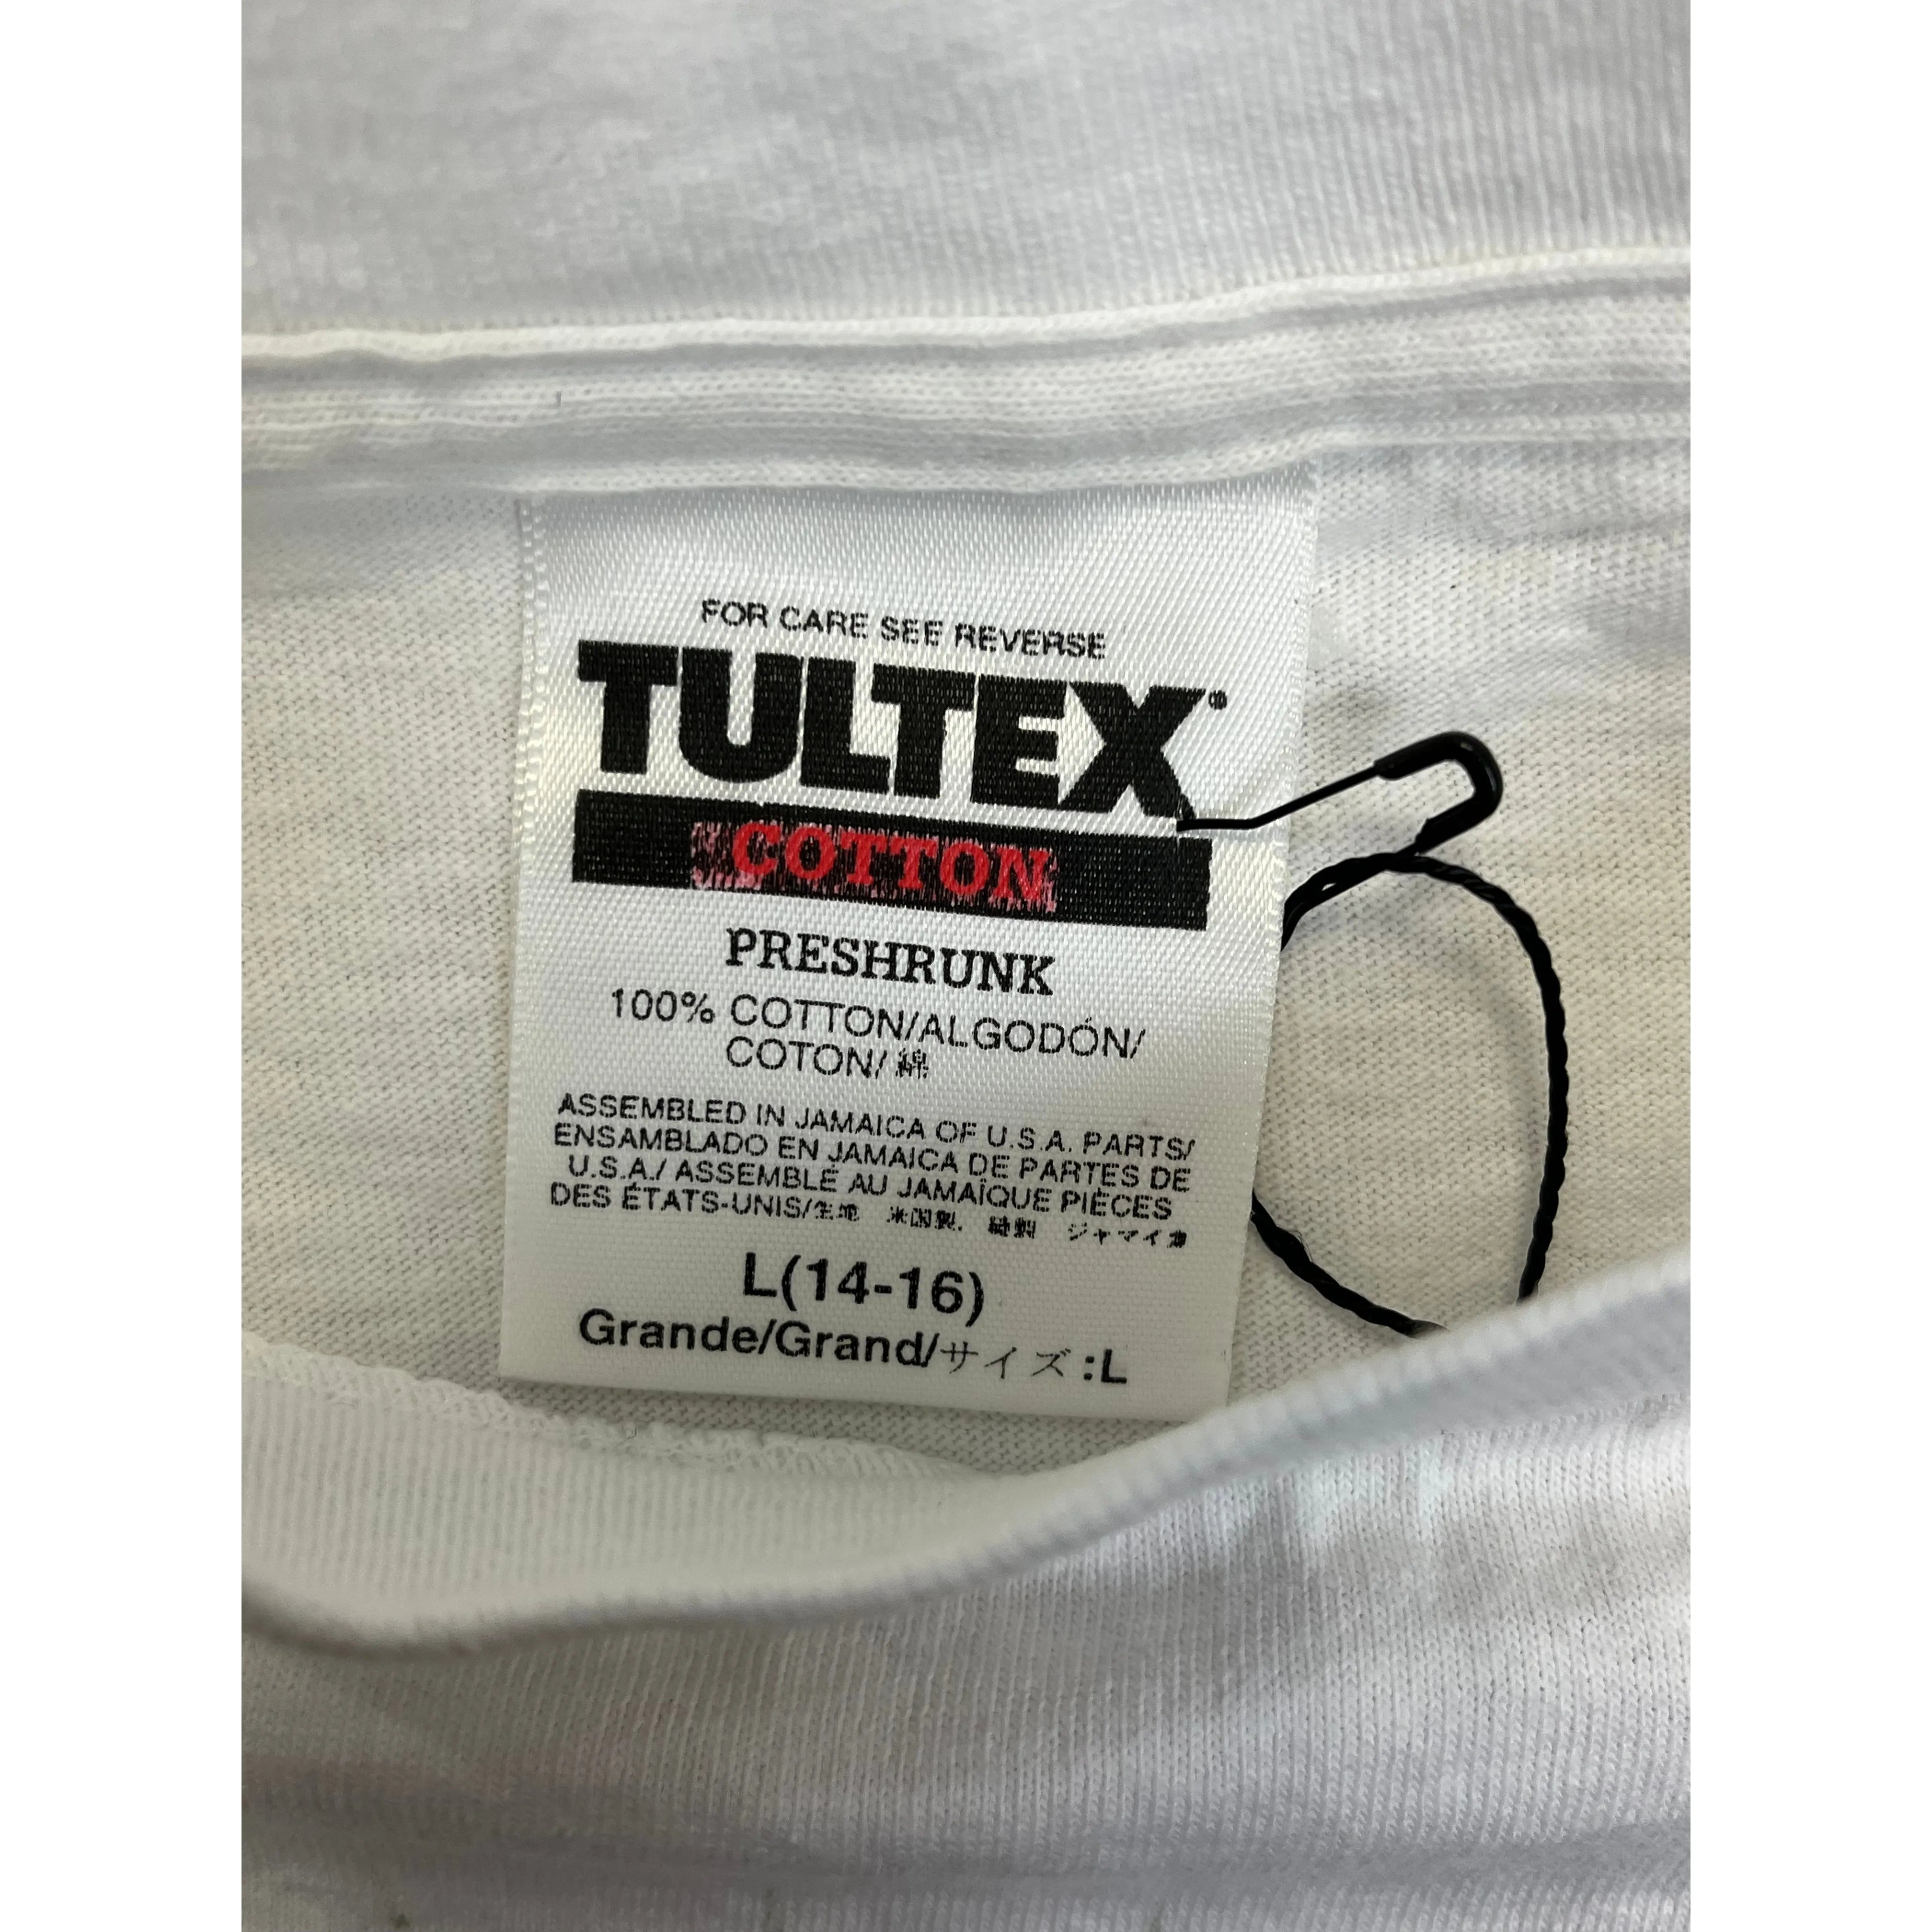 FOR CARE SEE REVERSE
TULTEX®
COTTON
PRESHRUNK
100% COTTON/ALGODÓN/
COTON/ 綿
ASSEMBLED IN JAMAICA OF U.S.A. PARTS/
ENSAMBLADO EN JAMAICA DE PARTES DE
U.S.A./ ASSEMBLÉ AU JAMAÏQUE PIÈCES
DES ÉTATS-UNIS/生地 米国製. 縫製 ジャマイカ
L(14-16)
Grande/Grand/サイズ:L